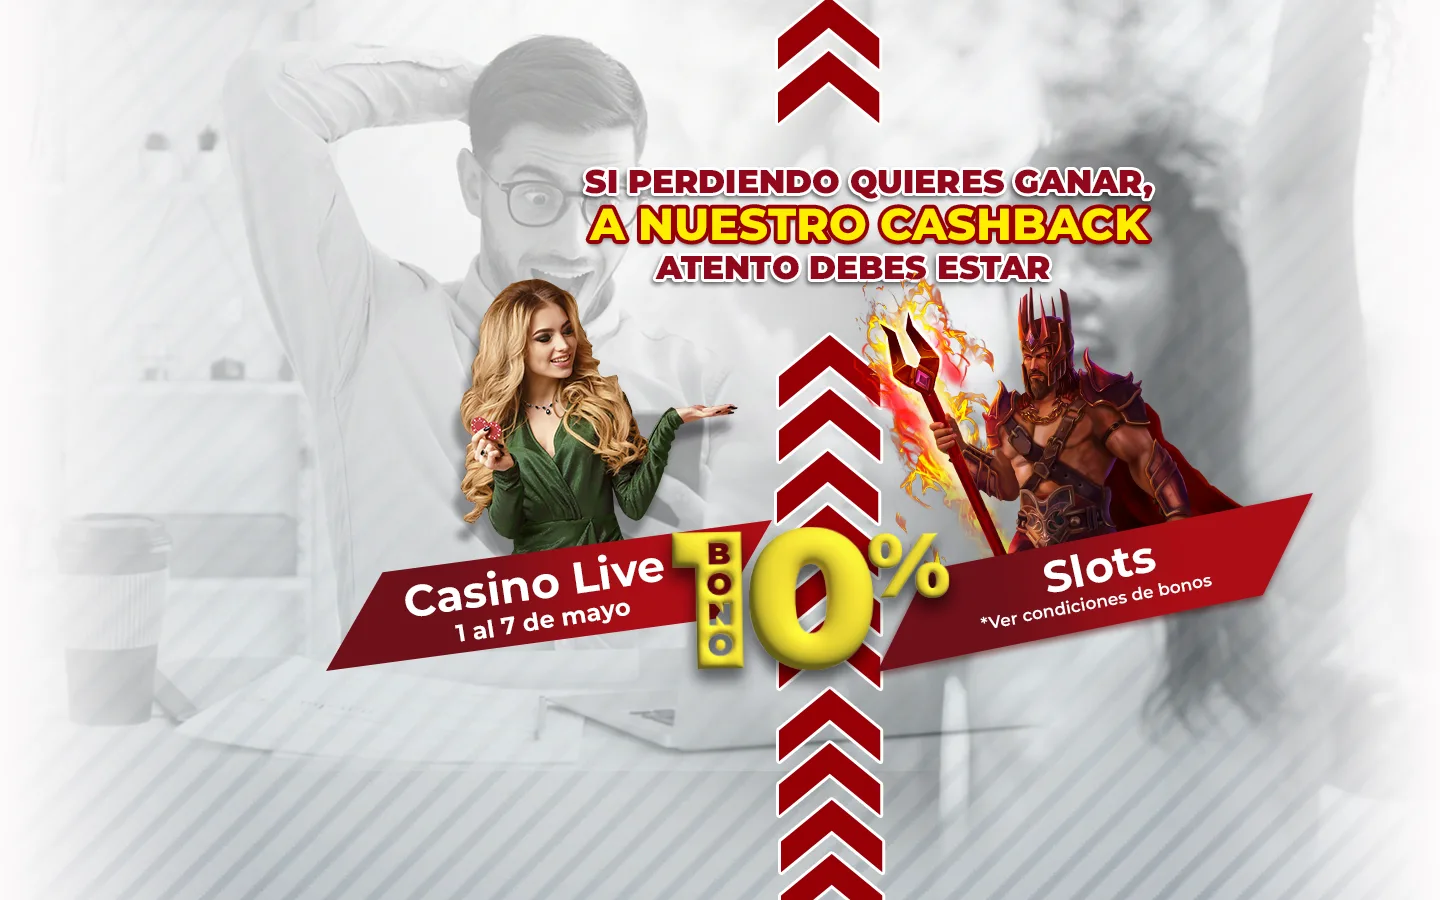 SI PERDIENDO QUIERES GANAR,
A NUESTRO CASHBACK
ATENTO DEBES ESTAR
Casino Live
1 al 7 de mayo
BONO
10%
Slots
*Ver condiciones de bonos